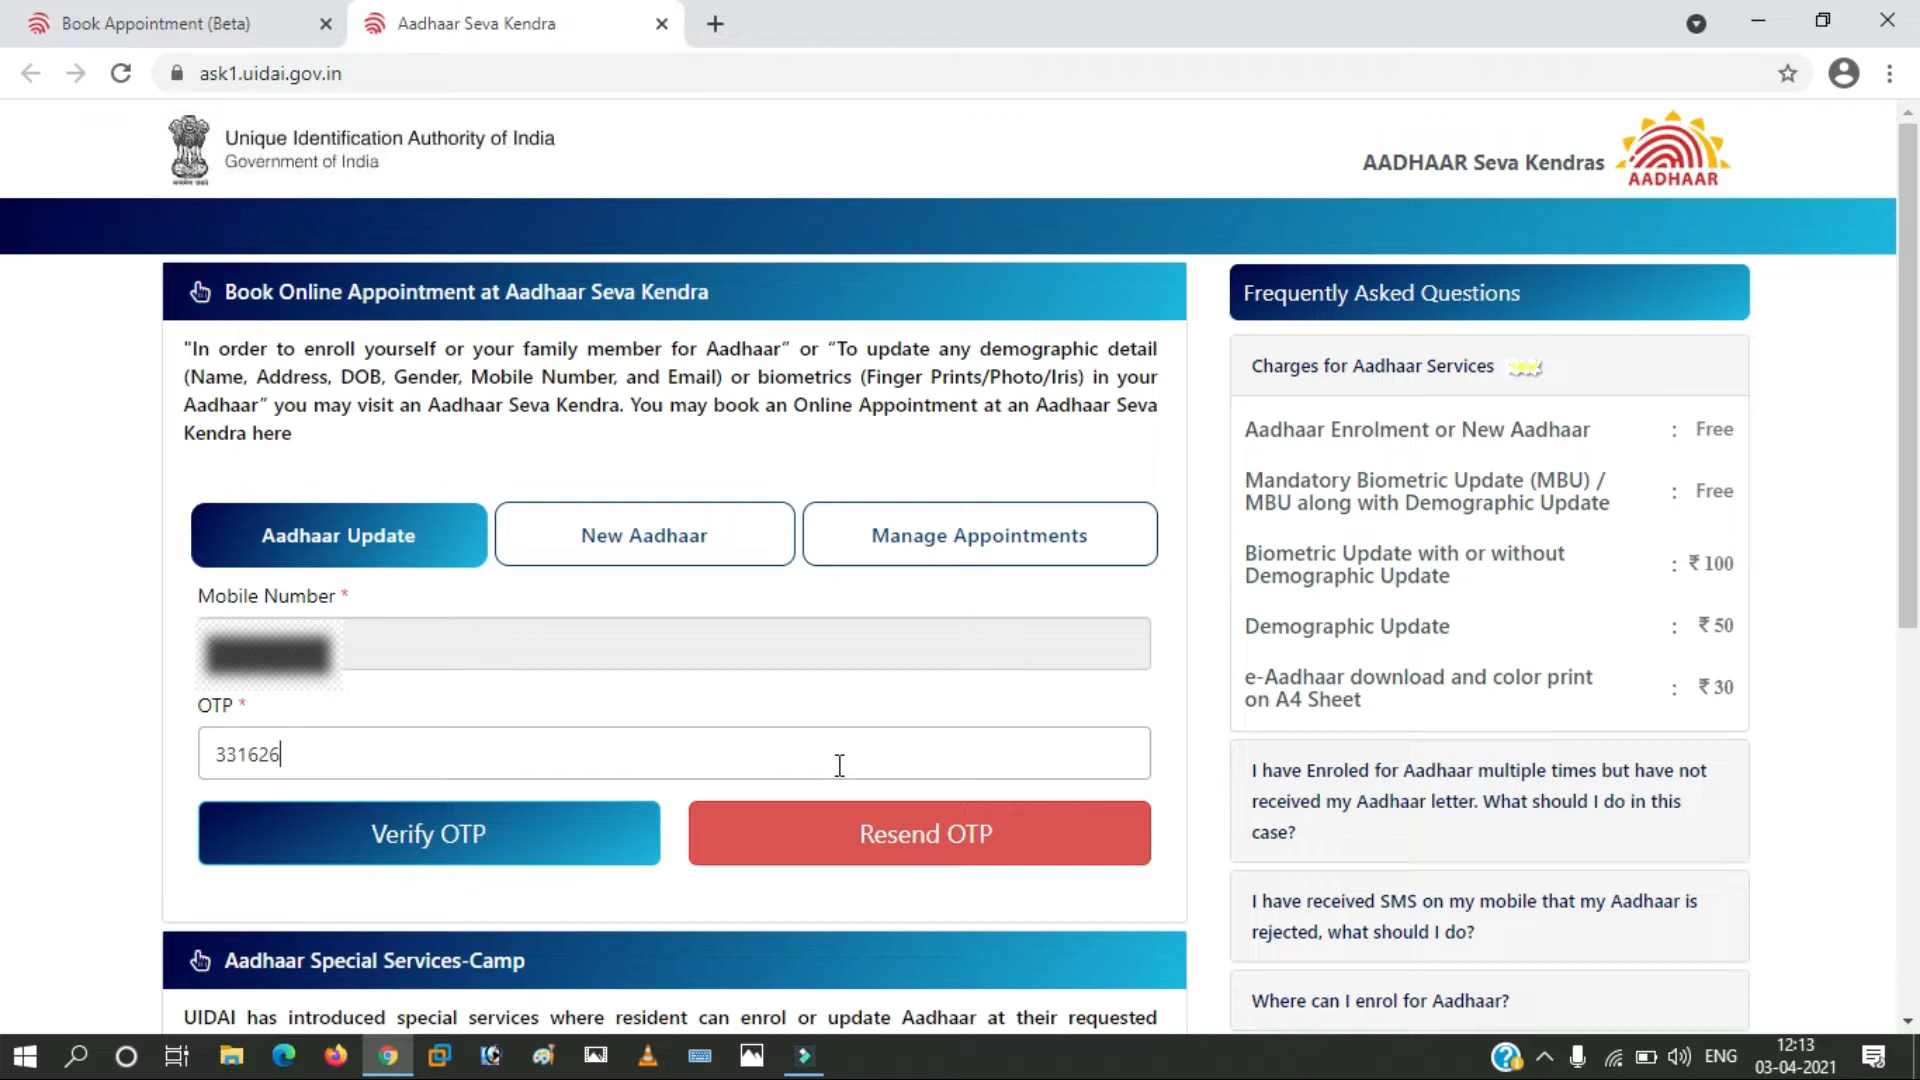 Book Appointment (Beta)
Aadhaar Seva Kendra
ask1.uidai.gov.in
Unique Identification Authority of India
Government of India
AADHAAR Seva Kendras
AADHAAR
Book Online Appointment at Aadhaar Seva Kendra
"In order to enroll yourself or your family member for Aadhaar” or “To update any demographic detail
(Name, Address, DOB, Gender, Mobile Number, and Email) or biometrics (Finger Prints/Photo/Iris) in your
Aadhaar” you may visit an Aadhaar Seva Kendra. You may book an Online Appointment at an Aadhaar Seva
Kendra here
Aadhaar Update
New Aadhaar
Manage Appointments
Mobile Number *
OTP *
331626
Verify OTP
Resend OTP
Aadhaar Special Services-Camp
UIDAI has introduced special services where resident can enrol or update Aadhaar at their requested
Frequently Asked Questions
Charges for Aadhaar Services
Aadhaar Enrolment or New Aadhaar : Free
Mandatory Biometric Update (MBU) /
MBU along with Demographic Update : Free
Biometric Update with or without
Demographic Update : ₹ 100
Demographic Update : ₹ 50
e-Aadhaar download and color print
on A4 Sheet : ₹ 30
I have Enroled for Aadhaar multiple times but have not
received my Aadhaar letter. What should I do in this
case?
I have received SMS on my mobile that my Aadhaar is
rejected, what should I do?
Where can I enrol for Aadhaar?
ENG
12:13
03-04-2021